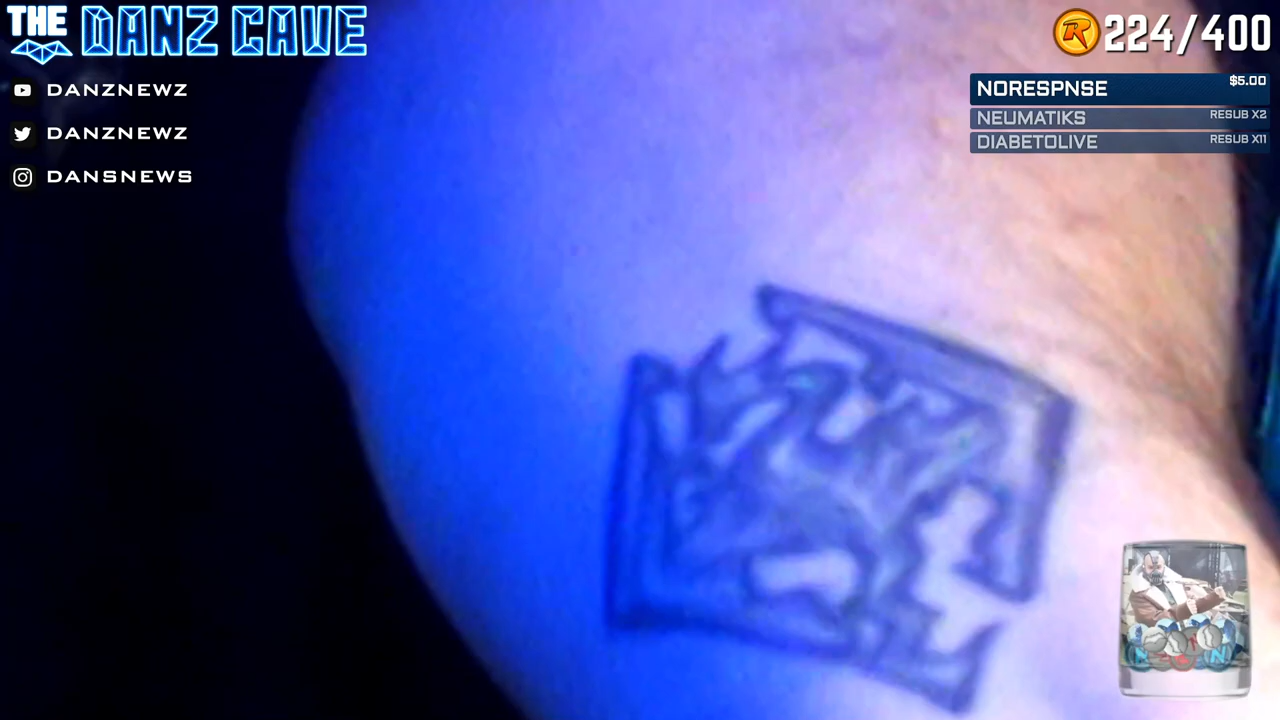 THE DANZ CAVE
DANZNEWZ
DANZNEWZ
DANSNEWS
224/400
NORESPNSE $5.00
NEUMATIKS RESUB X2
DIABETOLIVE RESUB X11